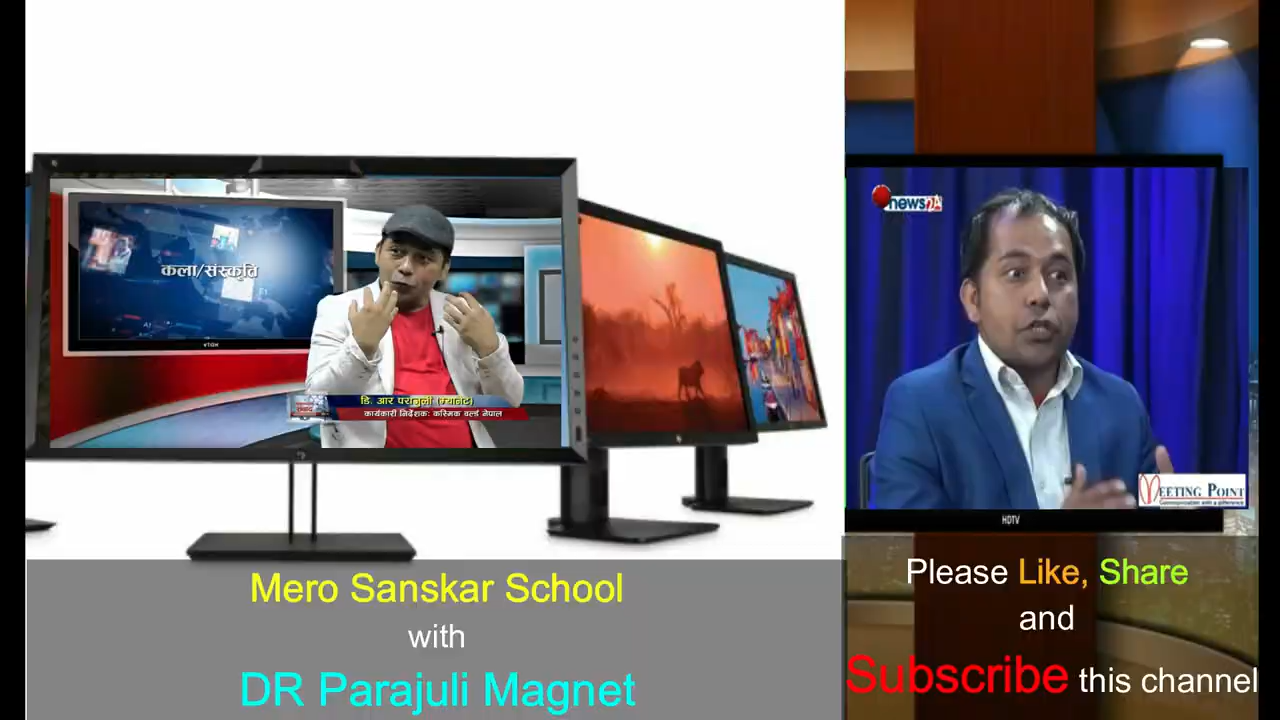 कला/संस्कृति
डि. आर पराजुली (म्यानेट)
कार्यकारी निर्देशकः कस्मिक वर्ल्ड नेपाल
news24
MEETING POINT
HDTV
Mero Sanskar School
with
DR Parajuli Magnet
Please Like, Share
and
Subscribe this channel